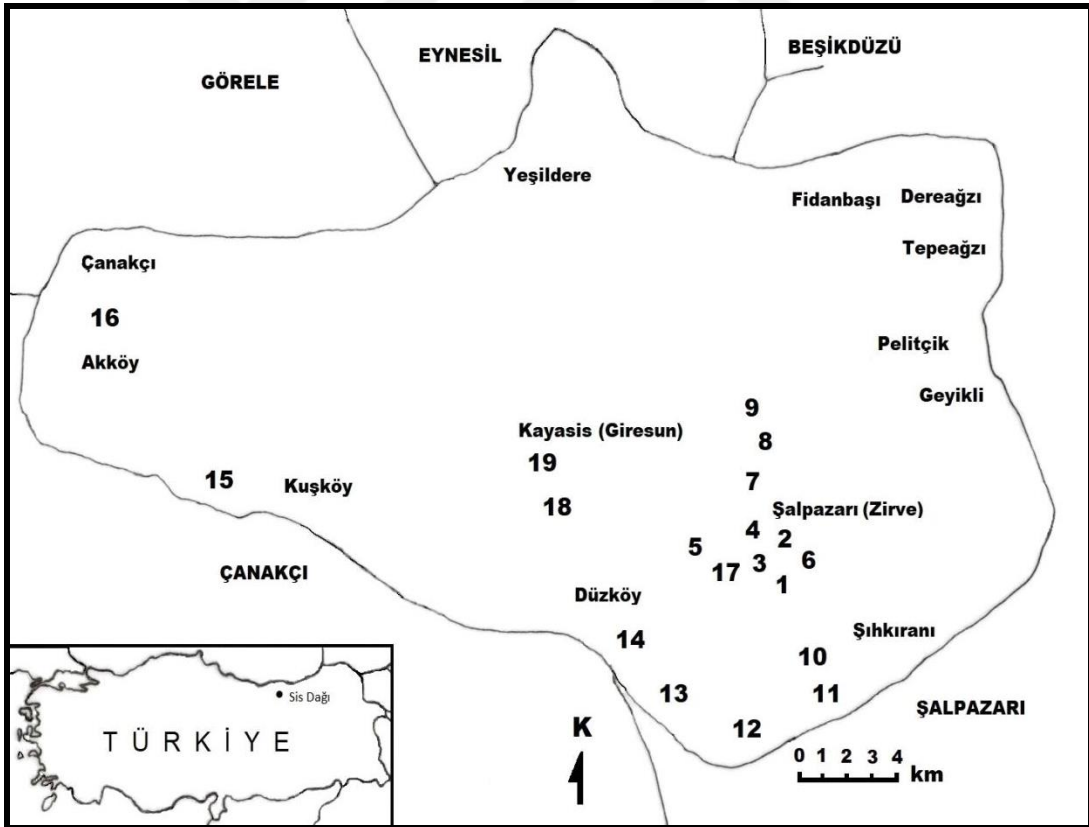 BEŞİKDÜZÜ
EYNESİL
GÖRELE
Yeşildere
Fidanbaşı
Dereağzı
Tepeağzı
Çanakçı
16
Akköy
Pelitçik
Geyikli
9
Kayasis (Giresun)
8
19
15
Kuşköy
7
18
Şalpazarı (Zirve)
4
2
5
3
6
17
1
ÇANAKÇI
Düzköy
14
Şıhkıranı
10
13
11
ŞALPAZARI
12
K
0 1 2 3 4
km
Sis Dağı
TÜRKİYE